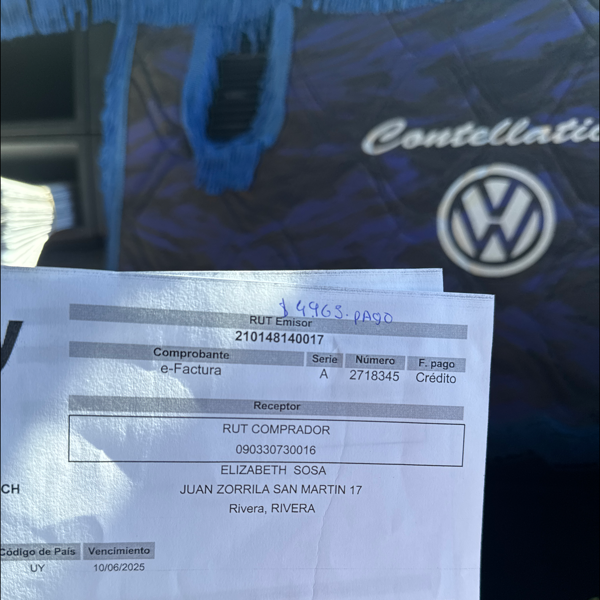 Contellatio
$4965.PAGO
RUT Emisor
210148140017
Comprobante Serie Número F. pago
e-Factura A 2718345 Crédito
Receptor
RUT COMPRADOR
090330730016
ELIZABETH SOSA
CH JUAN ZORRILA SAN MARTIN 17
Rivera, RIVERA
Código de País Vencimiento
UY 10/06/2025